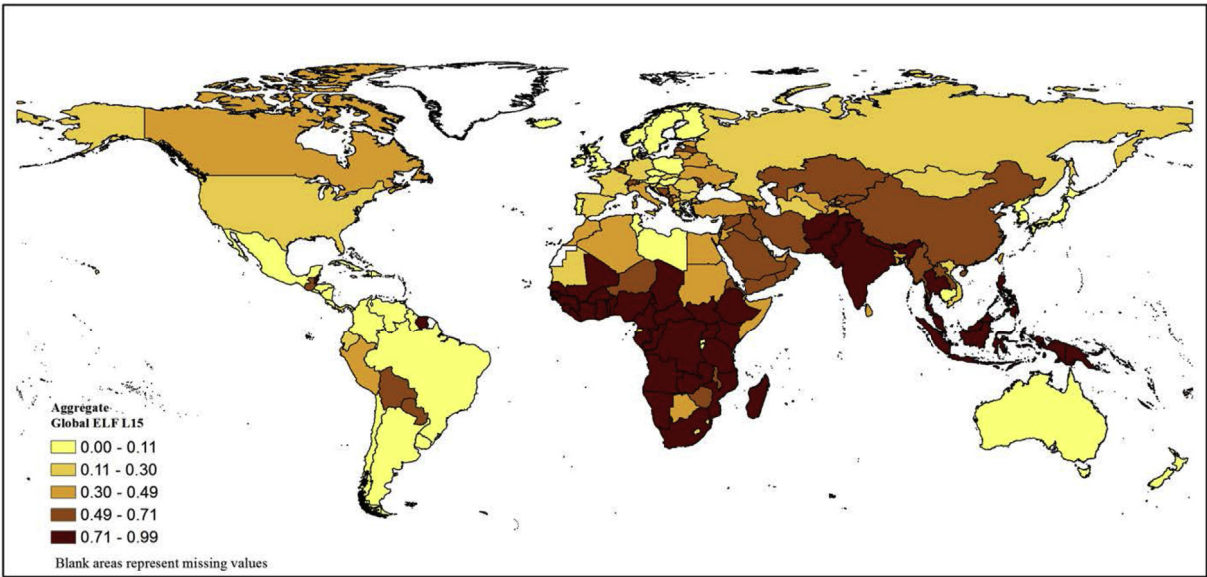 Aggregate
Global ELF L15
0.00 - 0.11
0.11 - 0.30
0.30 - 0.49
0.49 - 0.71
0.71 - 0.99
Blank areas represent missing values